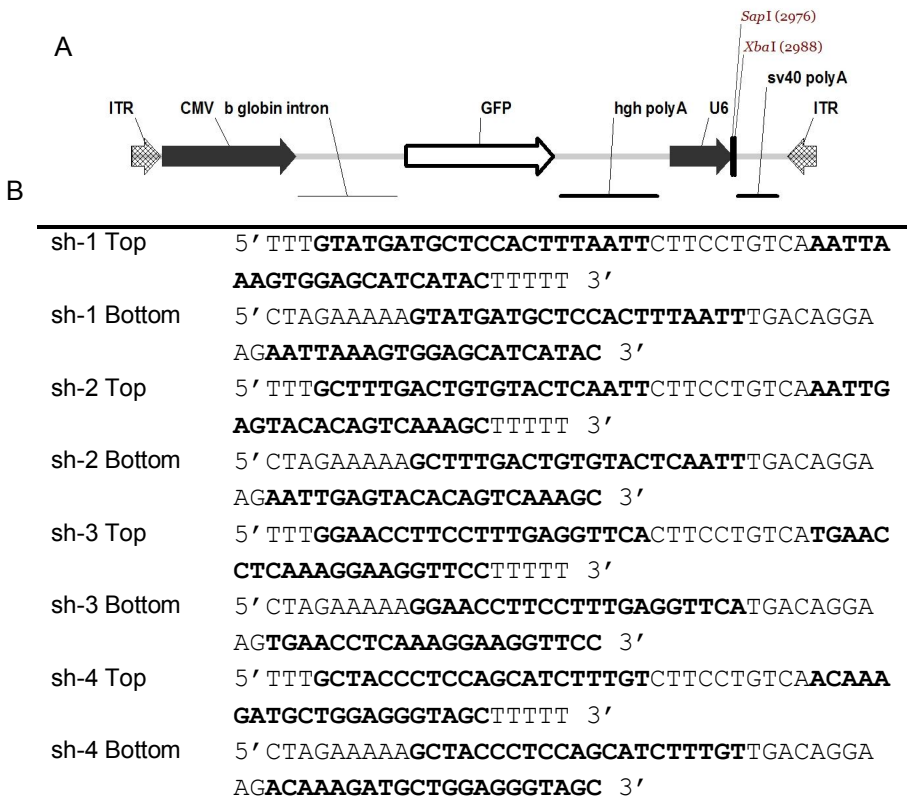 A
SapI (2976)
XbaI (2988)
sv40 polyA
ITR
CMV
b globin intron
GFP
hgh polyA
U6
ITR
B
sh-1 Top 5’TTTGTATGATGCTCCACTTTAATTCTTCCTGTCAAATTA
AAGTGGAGCATCATACTTTTT 3’
sh-1 Bottom 5’CTAGAAAAAGTATGATGCTCCACTTTAATTTGACAGGA
AGAATTAAAGTGGAGCATCATAC 3’
sh-2 Top 5’TTTGCTTTGACTGTGTACTCAATTCTTCCTGTCAAATTG
AGTACACAGTCAAAGCTTTTT 3’
sh-2 Bottom 5’CTAGAAAAAGCTTTGACTGTGTACTCAATTTGACAGGA
AGAATTGAGTACACAGTCAAAGC 3’
sh-3 Top 5’TTTGGAACCTTCCTTTGAGGTTCACTTCCTGTCATGAAC
CTCAAAGGAAGGTTCCTTTTT 3’
sh-3 Bottom 5’CTAGAAAAAGGAACCTTCCTTTGAGGTTCATGACAGGA
AGTGAACCTCAAAGGAAGGTTCC 3’
sh-4 Top 5’TTTGCTACCCTCCAGCATCTTTGTCTTCCTGTCAACAAA
GATGCTGGAGGGTAGCTTTTT 3’
sh-4 Bottom 5’CTAGAAAAAGCTACCCTCCAGCATCTTTGTTGACAGGA
AGACAAAGATGCTGGAGGGTAGC 3’